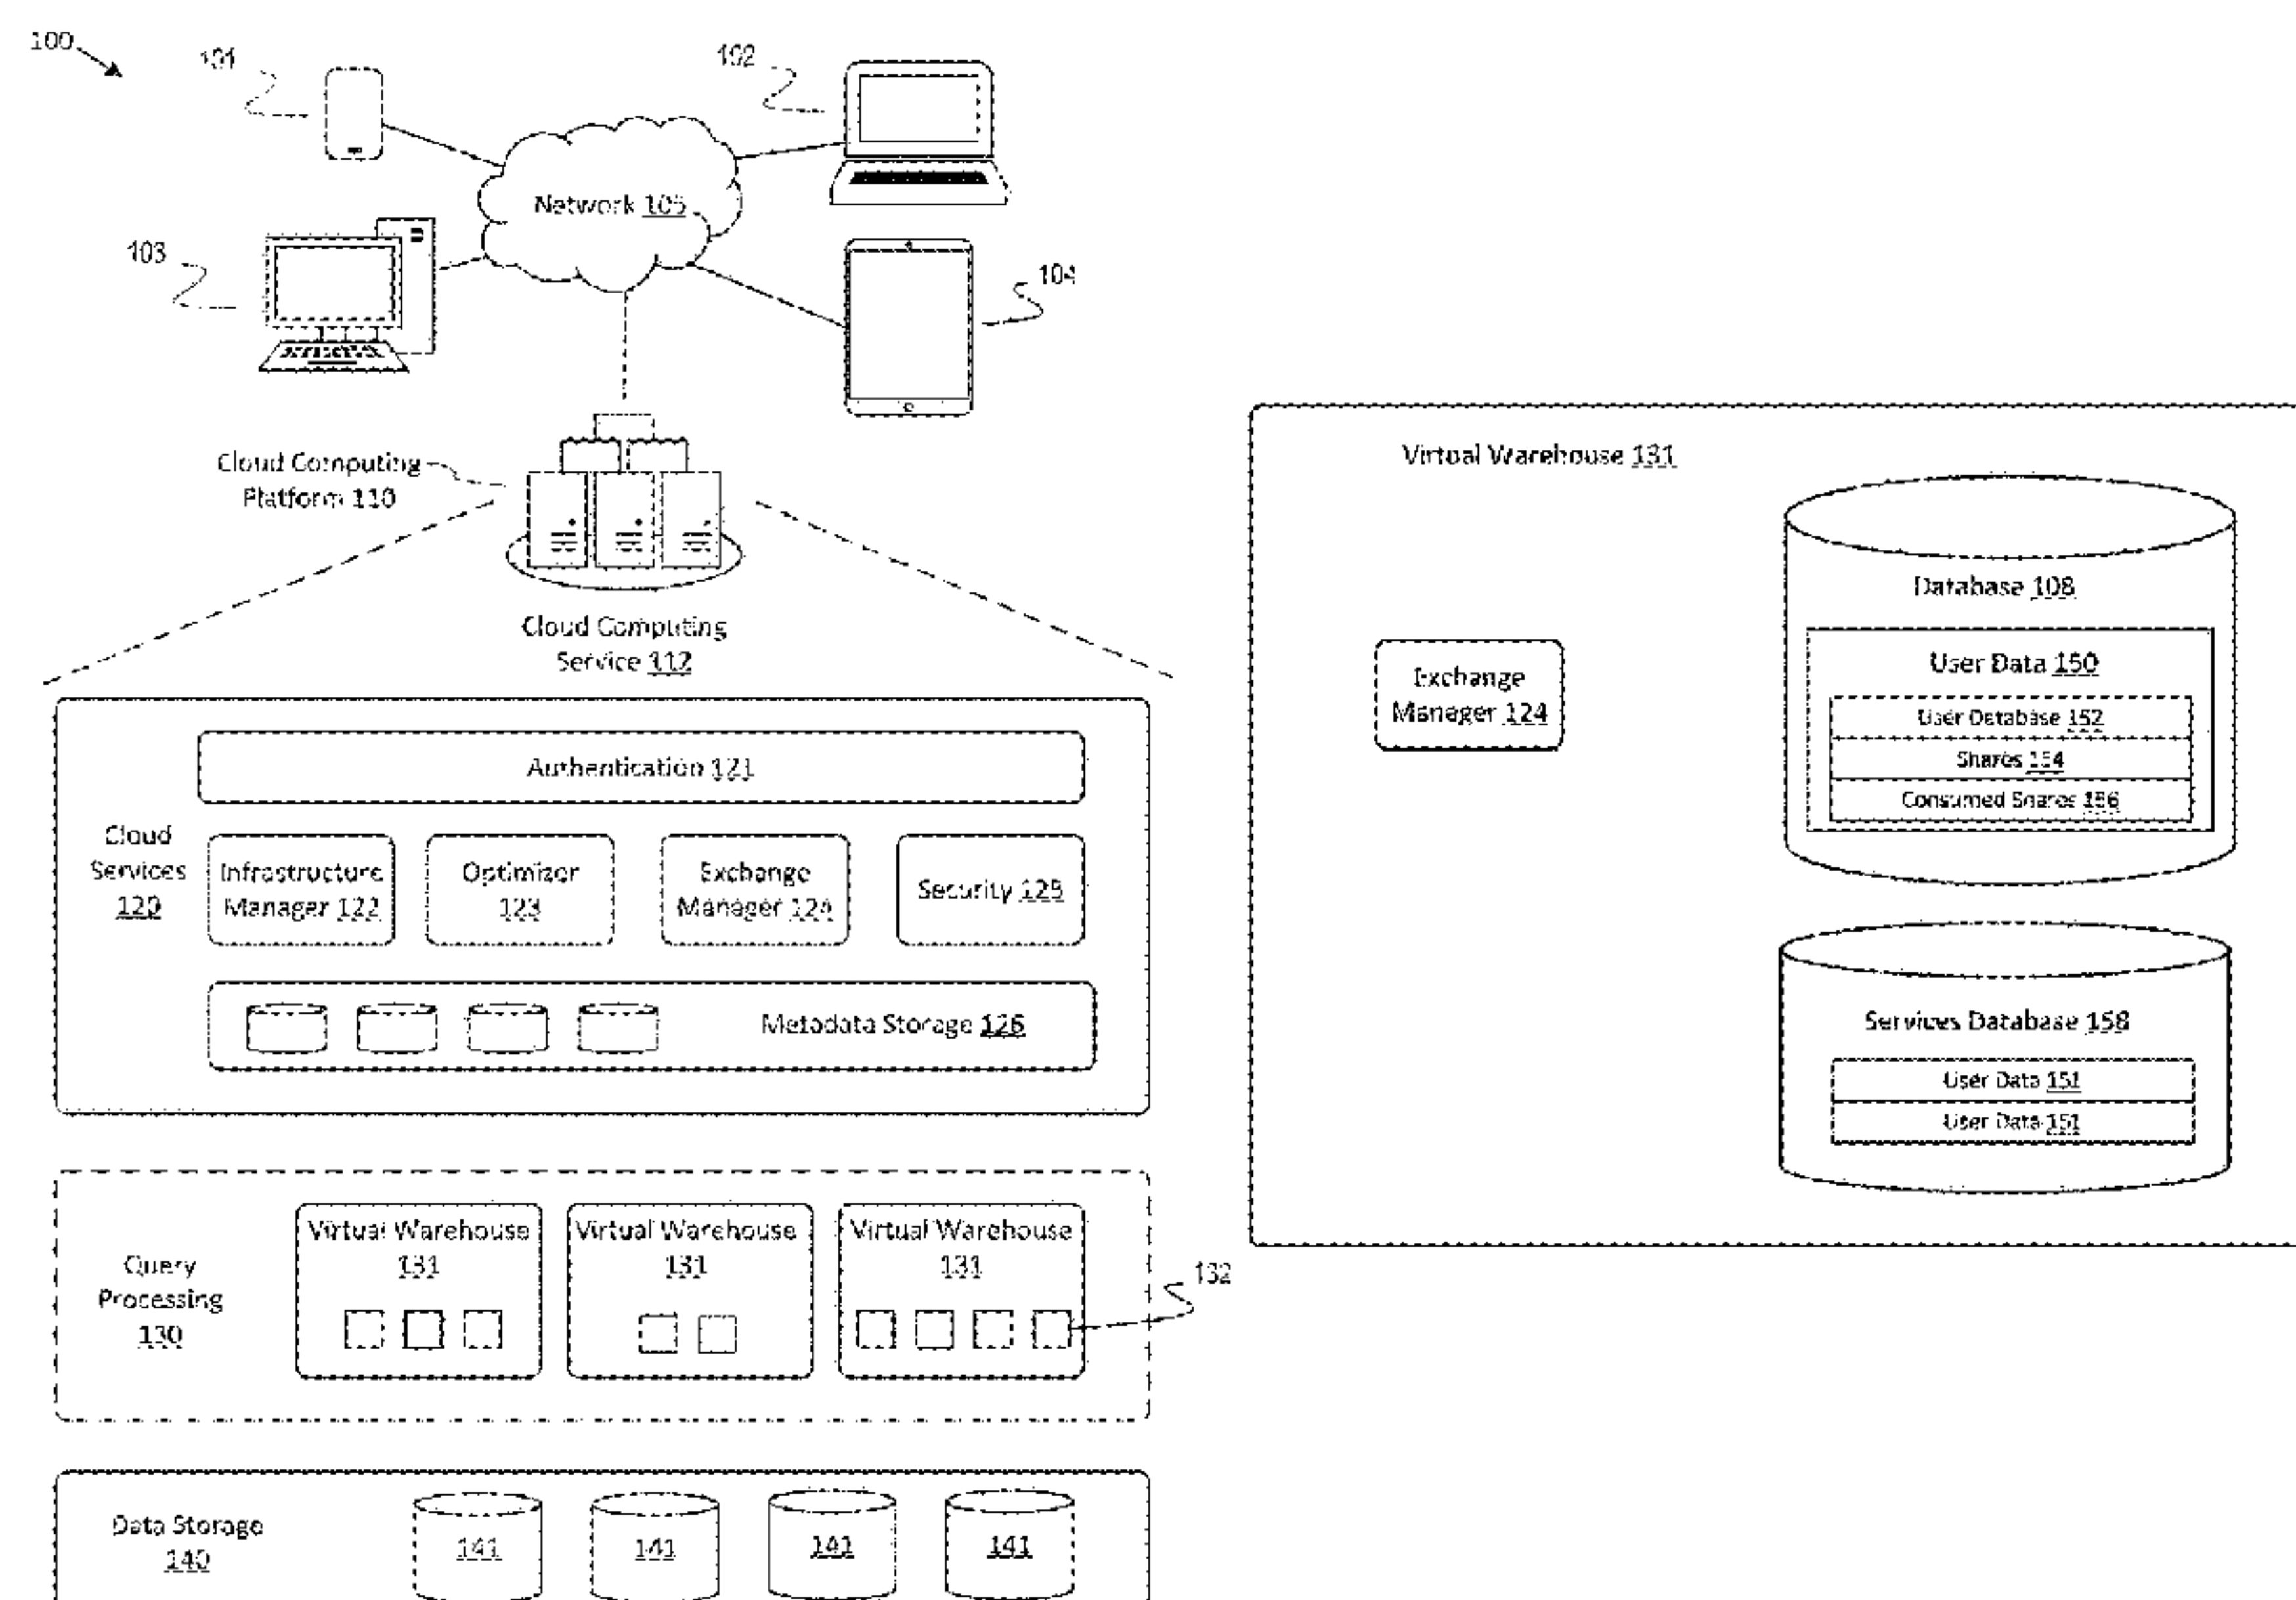 100
101
102
Network 105
103
104
Cloud Computing
Platform 110
Cloud Computing
Service 112
Authentication 121
Cloud
Services
120
Infrastructure
Manager 122
Optimizer
123
Exchange
Manager 124
Security 125
Metadata Storage 126
Query
Processing
130
Virtual Warehouse
131
Virtual Warehouse
131
Virtual Warehouse
131
132
Data Storage
140
141
141
141
141
Virtual Warehouse 131
Exchange
Manager 124
Database 108
User Data 150
User Database 152
Shares 154
Consumed Shares 156
Services Database 158
User Data 151
User Data 151